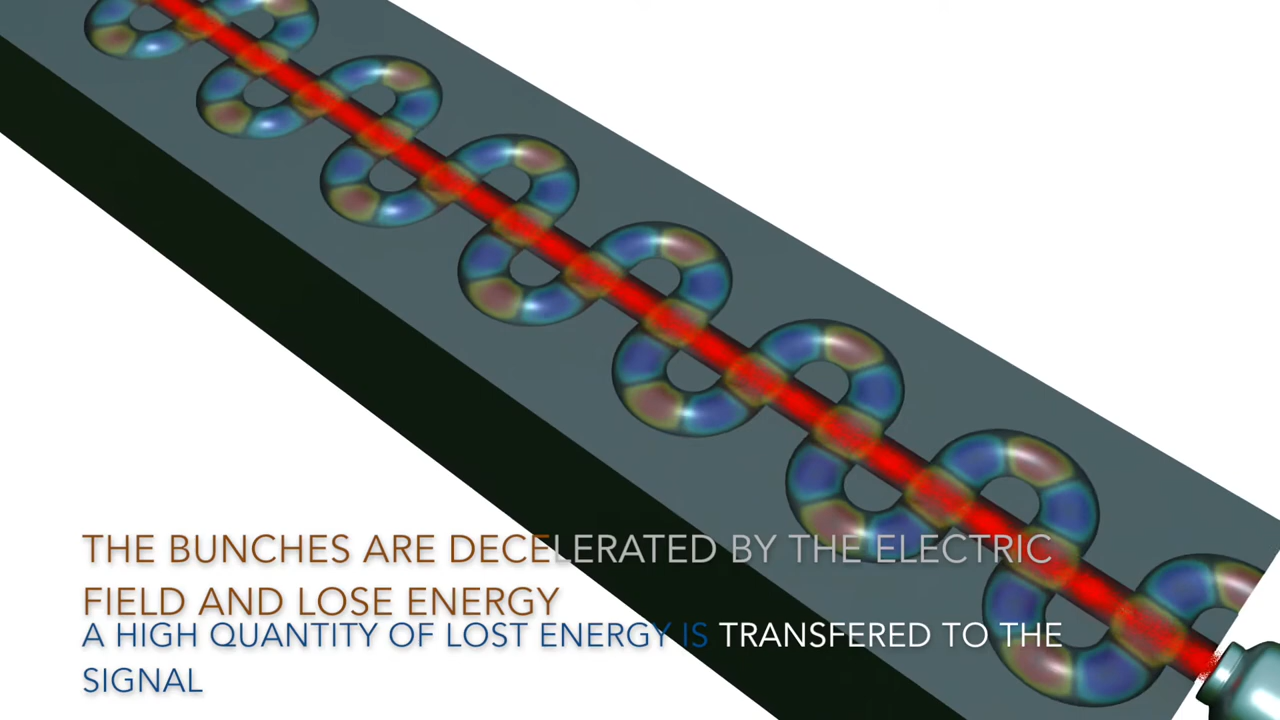 THE BUNCHES ARE DECELERATED BY THE ELECTRIC
FIELD AND LOSE ENERGY
A HIGH QUANTITY OF LOST ENERGY IS TRANSFERED TO THE
SIGNAL